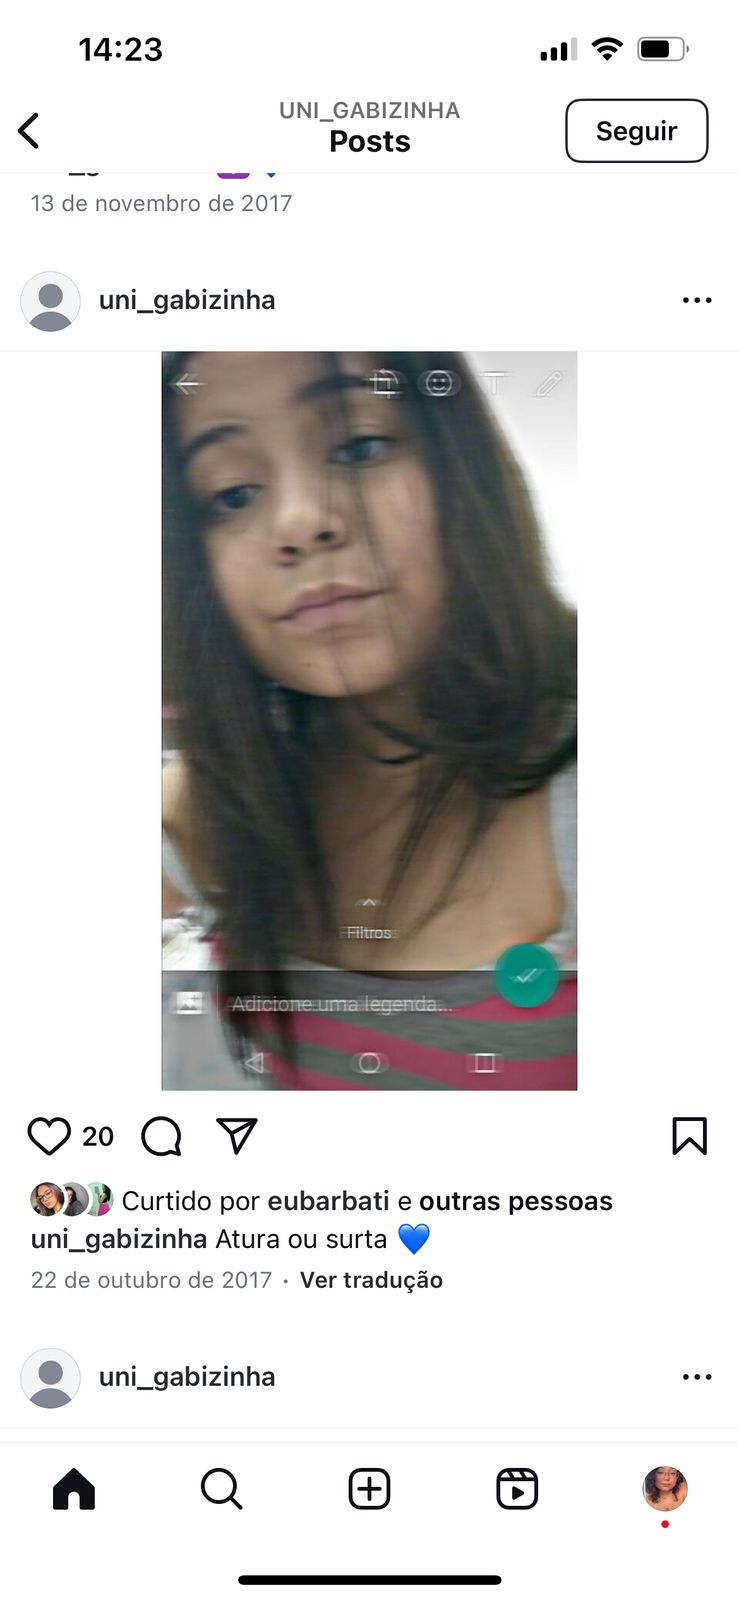 14:23
UNI_GABIZINHA
Posts
Seguir
13 de novembro de 2017
uni_gabizinha
T
Filtros
Adicione uma legenda...
20
Curtido por eubarbati e outras pessoas
uni_gabizinha Atura ou surta 💙
22 de outubro de 2017 · Ver tradução
uni_gabizinha